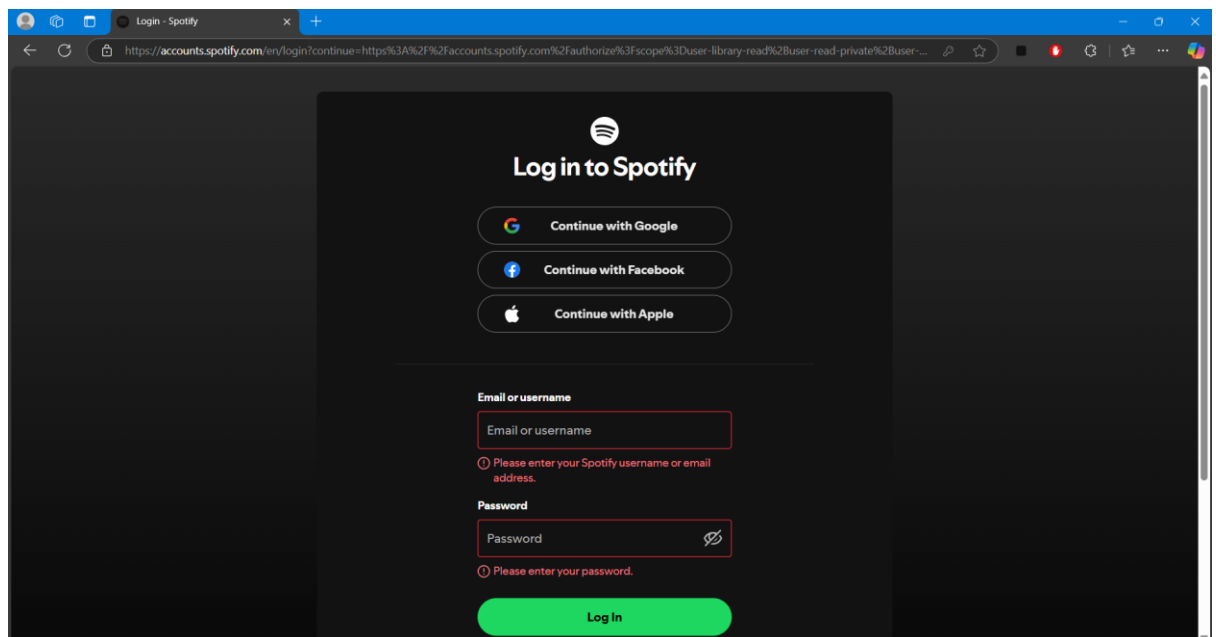 Login - Spotify
https://accounts.spotify.com/en/login?continue=https%3A%2F%2Faccounts.spotify.com%2Fauthorize%3Fscope%3Duser-library-read%2Buser-read-private%2Buser-...
Log in to Spotify
Continue with Google
Continue with Facebook
Continue with Apple
Email or username
Email or username
Please enter your Spotify username or email
address.
Password
Password
Please enter your password.
Log In